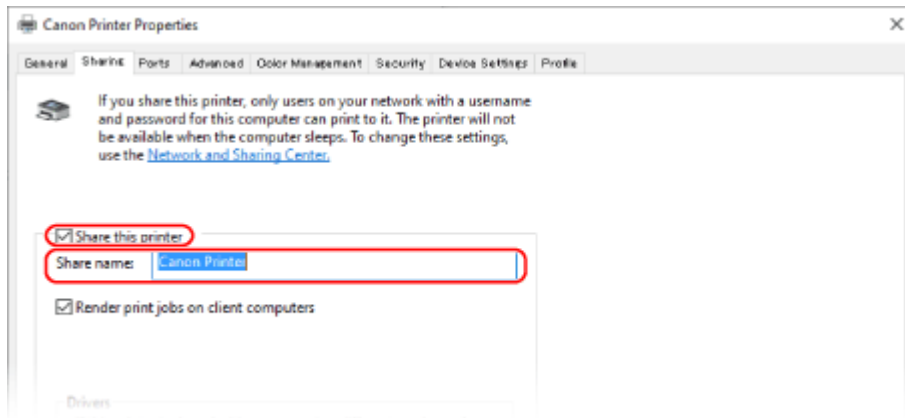 Canon Printer Properties
General Sharing Ports Advanced Color Management Security Device Settings Profile
If you share this printer, only users on your network with a username
and password for this computer can print to it. The printer will not
be available when the computer sleeps. To change these settings,
use the Network and Sharing Center.
Share this printer
Share name: Canon Printer
Render print jobs on client computers
Drivers